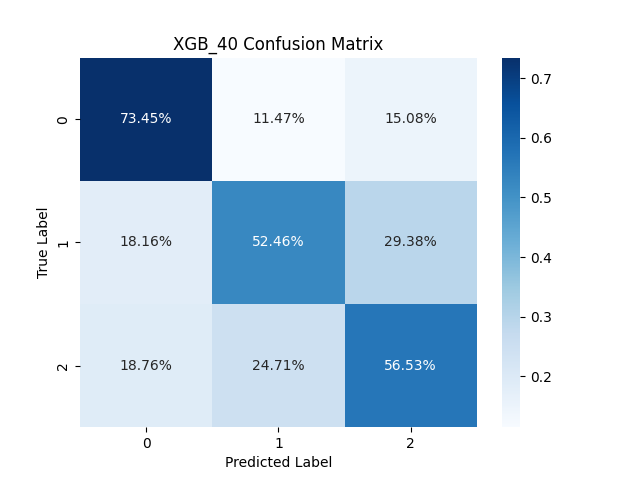 XGB_40 Confusion Matrix
73.45% 11.47% 15.08%
18.16% 52.46% 29.38%
18.76% 24.71% 56.53%
0
1
2
True Label
0 1 2
Predicted Label
0.7
0.6
0.5
0.4
0.3
0.2